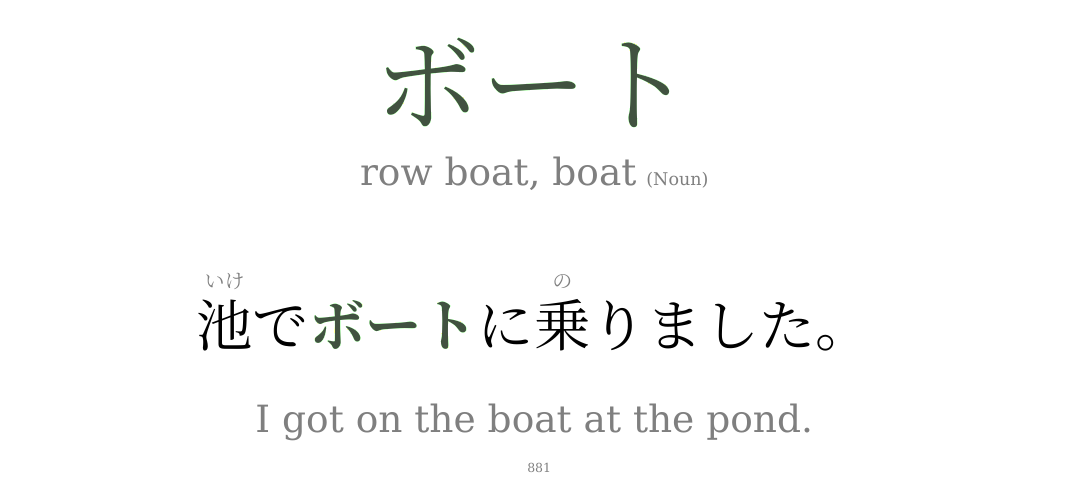 ボート
row boat, boat (Noun)
いけ の
池でボートに乗りました。
I got on the boat at the pond.
881